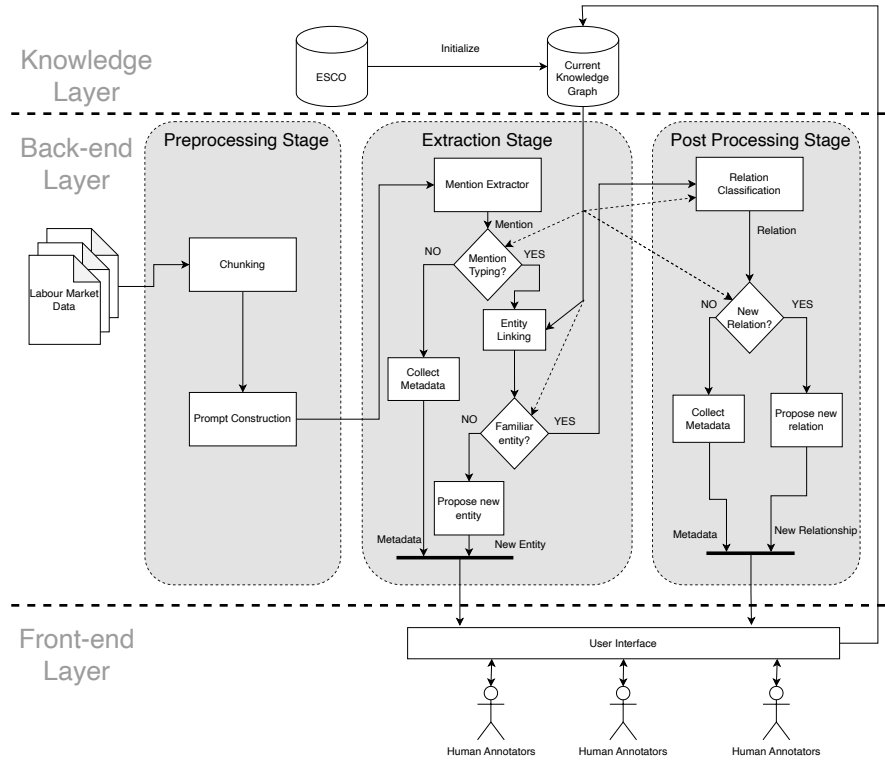 Knowledge
Layer
ESCO
Initialize
Current
Knowledge
Graph
Back-end
Layer
Preprocessing Stage
Extraction Stage
Post Processing Stage
Labour Market
Data
Chunking
Prompt Construction
Mention Extractor
Mention
NO
Mention
Typing?
YES
Entity
Linking
Collect
Metadata
NO
Familiar
entity?
YES
Propose new
entity
Metadata
New Entity
Relation
Classification
Relation
NO
New
Relation?
YES
Collect
Metadata
Propose new
relation
Metadata
New Relationship
Front-end
Layer
User Interface
Human Annotators
Human Annotators
Human Annotators